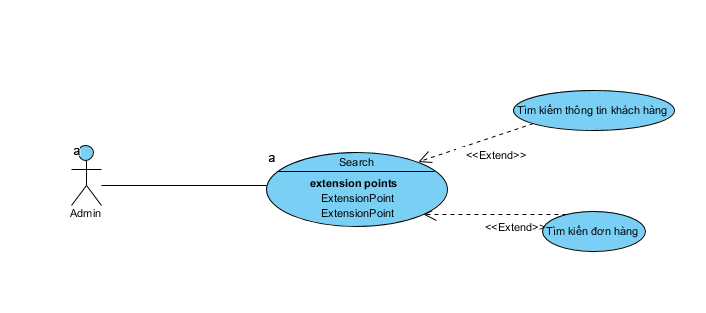 Tìm kiếm thông tin khách hàng
a
a
Search
<<Extend>>
extension points
ExtensionPoint
ExtensionPoint
Admin
<<Extend>>
Tìm kiến đơn hàng